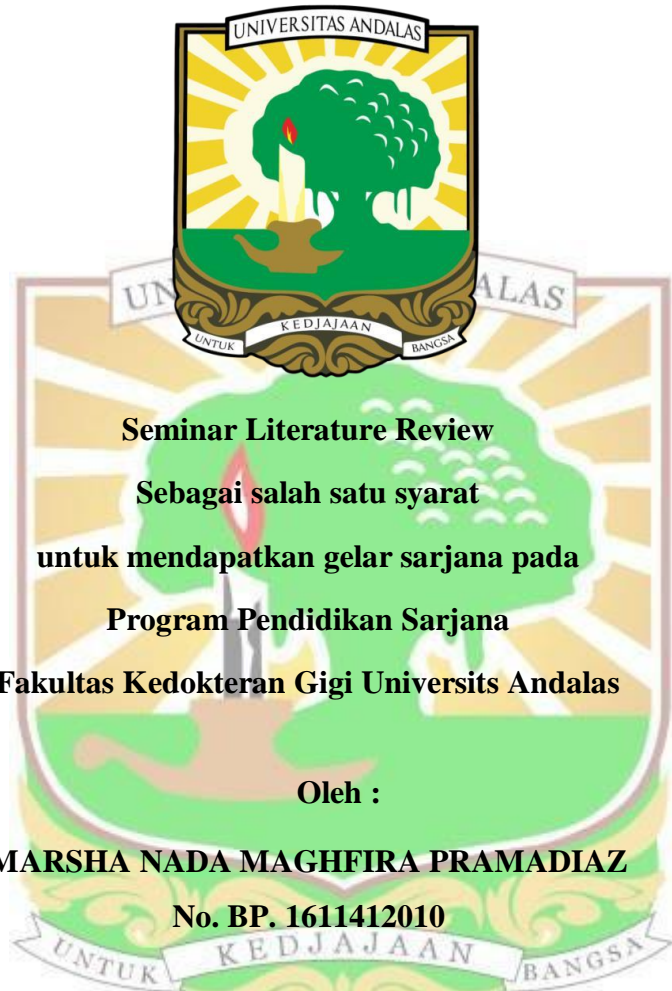 UNIVERSITAS ANDALAS
UNTUK KEDJAJAAN BANGSA
Seminar Literature Review
Sebagai salah satu syarat
untuk mendapatkan gelar sarjana pada
Program Pendidikan Sarjana
Fakultas Kedokteran Gigi Universits Andalas
Oleh :
MARSHA NADA MAGHFIRA PRAMADIAZ
No. BP. 1611412010
UNTUK KEDJAJAAN BANGSA